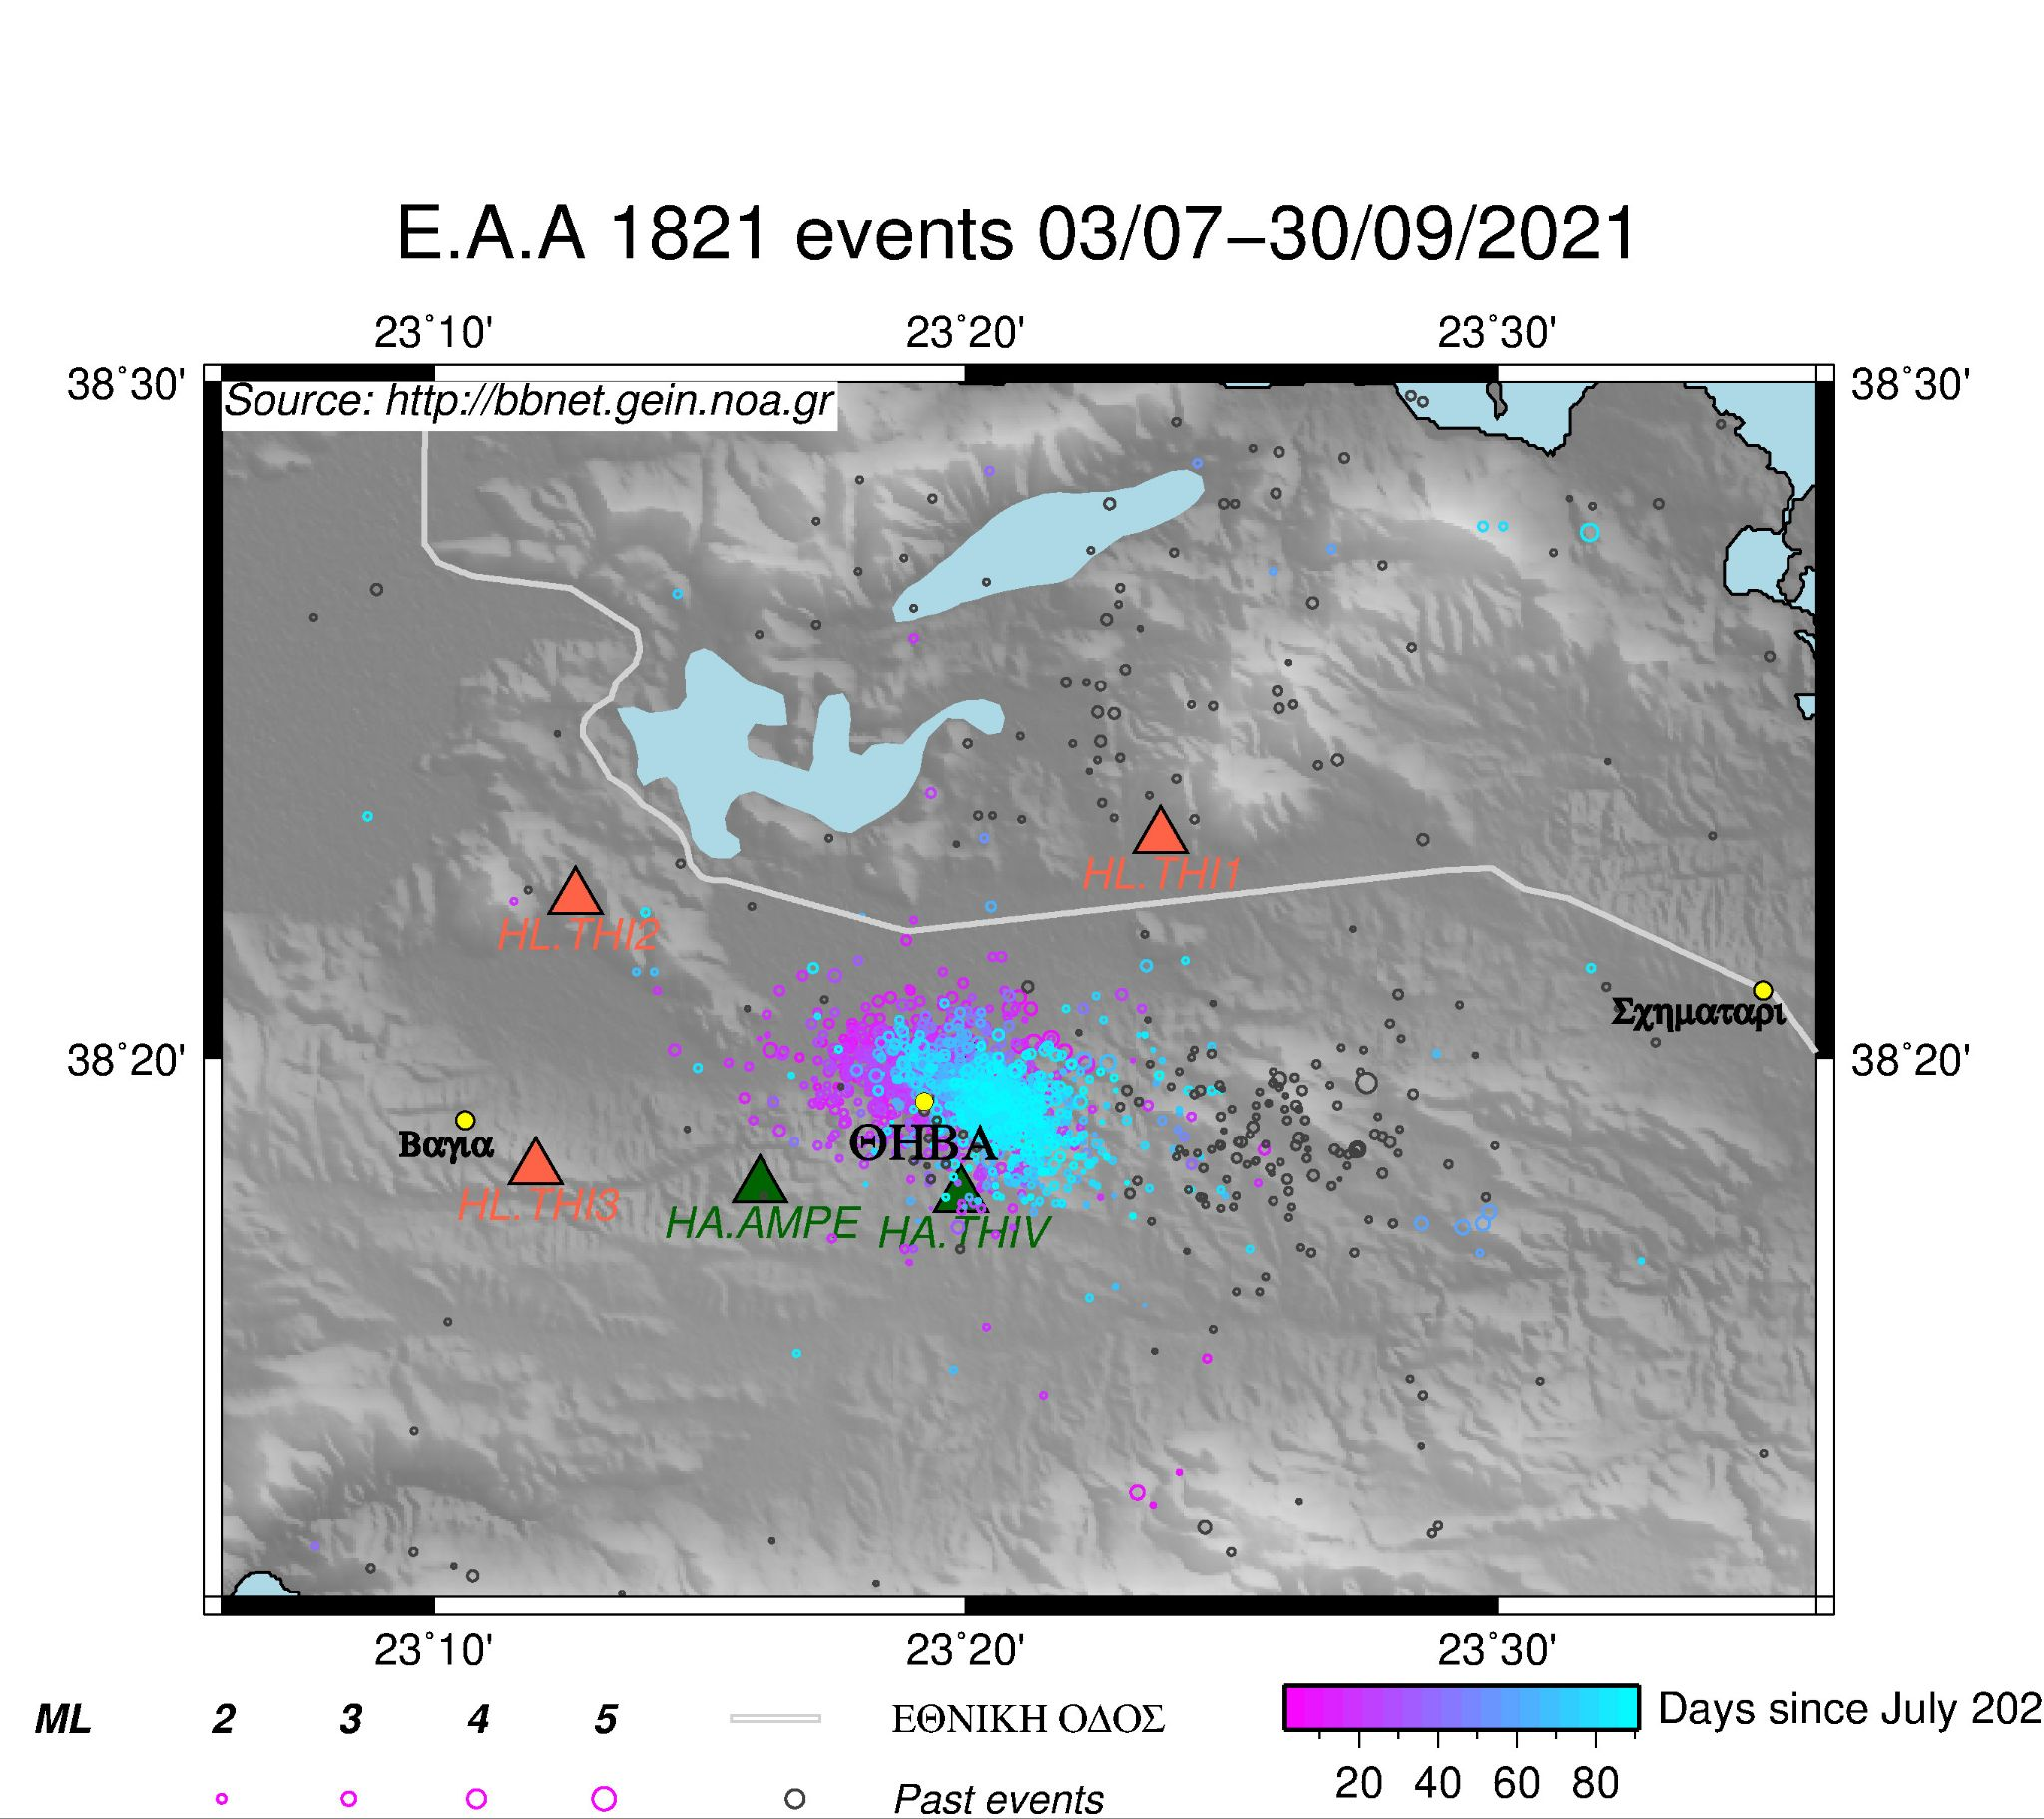 E.A.A 1821 events 03/07−30/09/2021
23˚10' 23˚20' 23˚30'
38˚30' 38˚30'
Source: http://bbnet.gein.noa.gr
HL.THI1
HL.THI2
Σχηματαρι
38˚20' 38˚20'
Βαγια
ΘΗΒΑ
HL.THI3
HA.AMPE
HA.THIV
23˚10' 23˚20' 23˚30'
ML 2 3 4 5 ΕΘΝΙΚΗ ΟΔΟΣ
Days since July 202
20 40 60 80
Past events